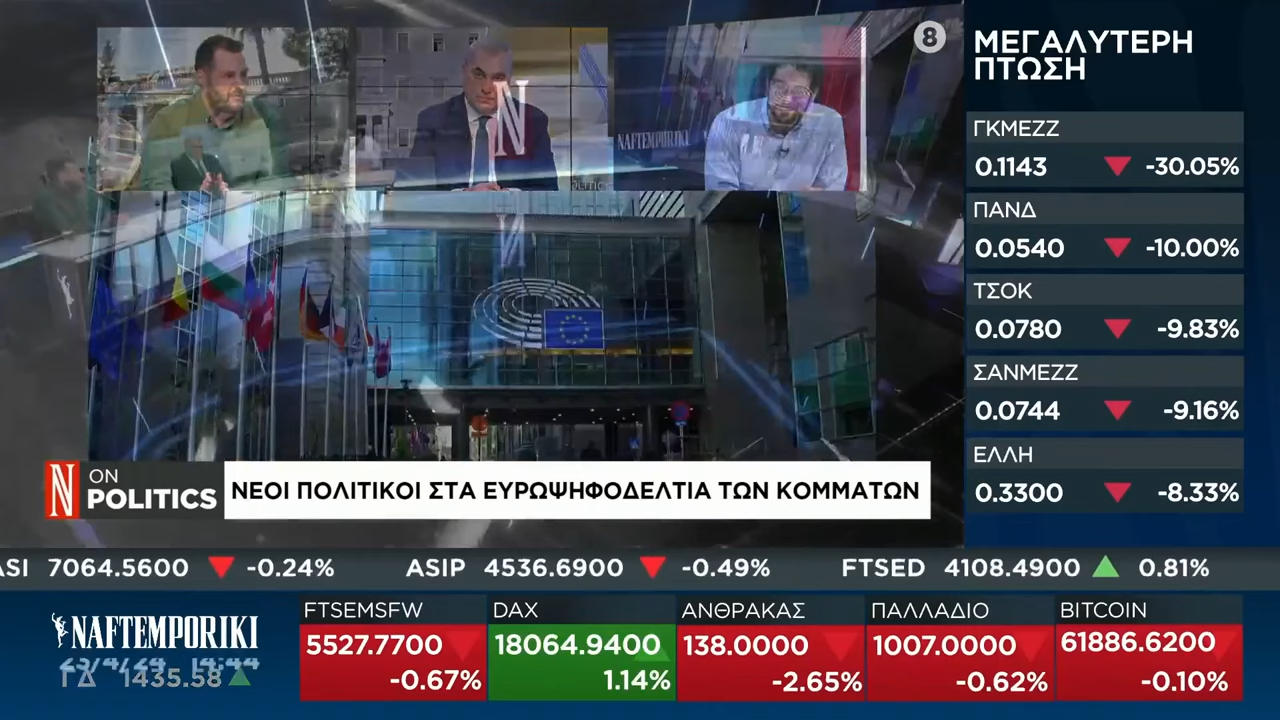 8
ΜΕΓΑΛΥΤΕΡΗ
ΠΤΩΣΗ
ΓΚΜΕΖΖ
0.1143 -30.05%
ΠΑΝΔ
0.0540 -10.00%
ΤΣΟΚ
0.0780 -9.83%
ΣΑΝΜΕΖΖ
0.0744 -9.16%
ΕΛΛΗ
0.3300 -8.33%
N
NAFTEMPORIKI
N ON
POLITICS
ΝΕΟΙ ΠΟΛΙΤΙΚΟΙ ΣΤΑ ΕΥΡΩΨΗΦΟΔΕΛΤΙΑ ΤΩΝ ΚΟΜΜΑΤΩΝ
ASI 7064.5600 -0.24% ASIP 4536.6900 -0.49% FTSED 4108.4900 0.81%
NAFTEMPORIKI
ΓΔ 1435.58
FTSEMSFW
5527.7700
-0.67%
DAX
18064.9400
1.14%
ΑΝΘΡΑΚΑΣ
138.0000
-2.65%
ΠΑΛΛΑΔΙΟ
1007.0000
-0.62%
BITCOIN
61886.6200
-0.10%